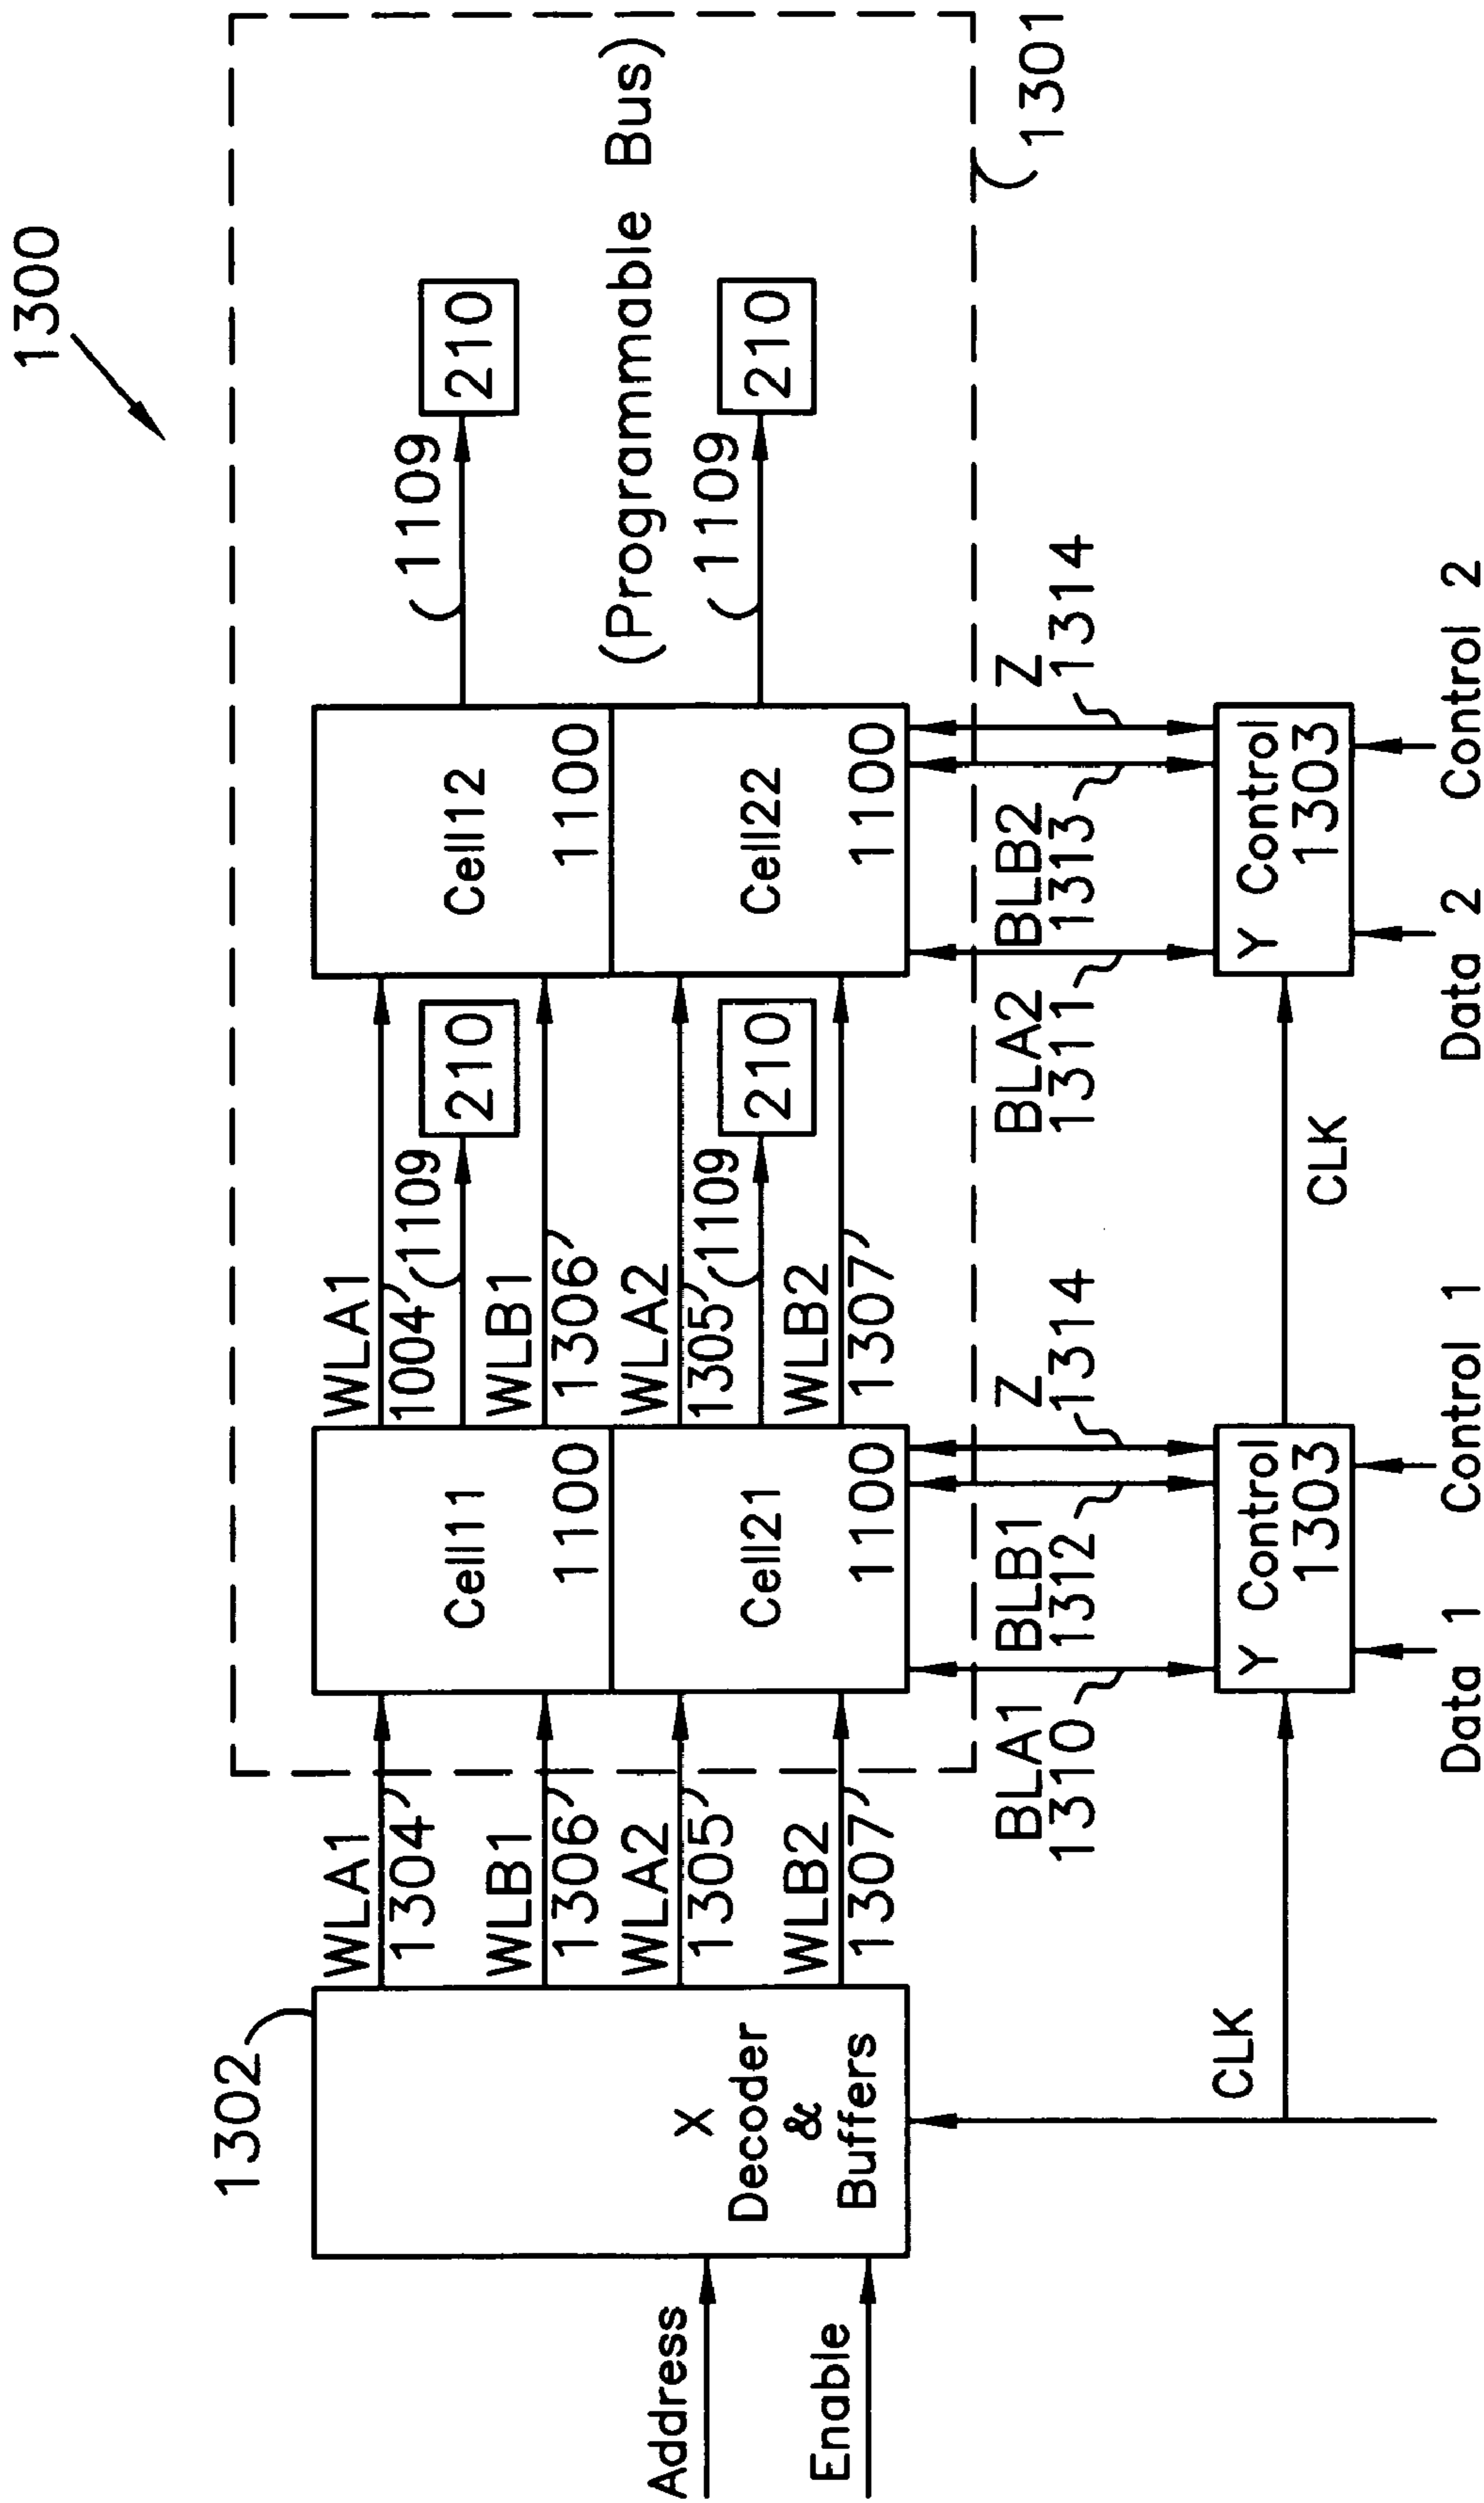 1300
1302
WLA1
1304
WLB1
1306
WLA2
1305
WLB2
1307
X
Decoder
&
Buffers
Address
Enable
CLK
Cell11
1100
Cell21
1100
WLA1
1004
1109
210
WLB1
1306
WLA2
1305
1109
210
WLB2
1307
Cell12
1100
Cell22
1100
1109
210
1109
210
(Programmable Bus)
1301
BLA1
1310
BLB1
1312
Z
1314
BLA2
1311
BLB2
1313
Z
1314
Y Control
1303
CLK
Y Control
1303
Data 1
Control 1
Data 2
Control 2